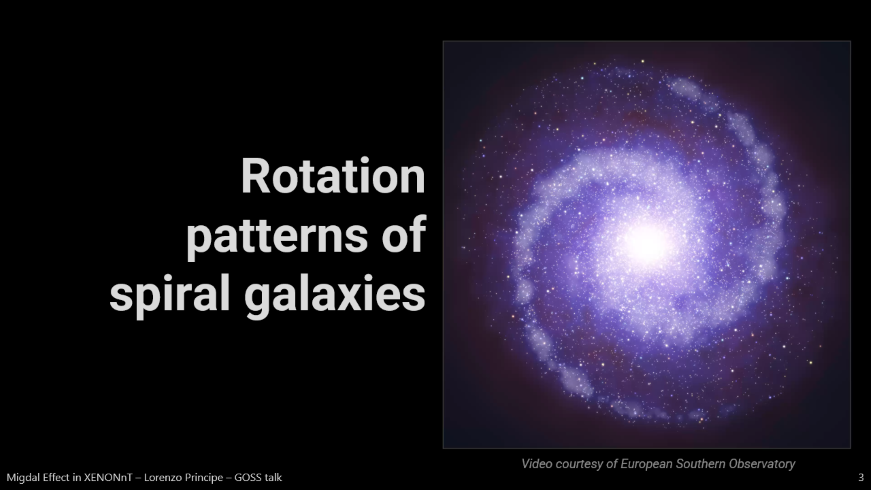 Rotation
patterns of
spiral galaxies
Video courtesy of European Southern Observatory
Migdal Effect in XENONnT – Lorenzo Principe – GOSS talk
3